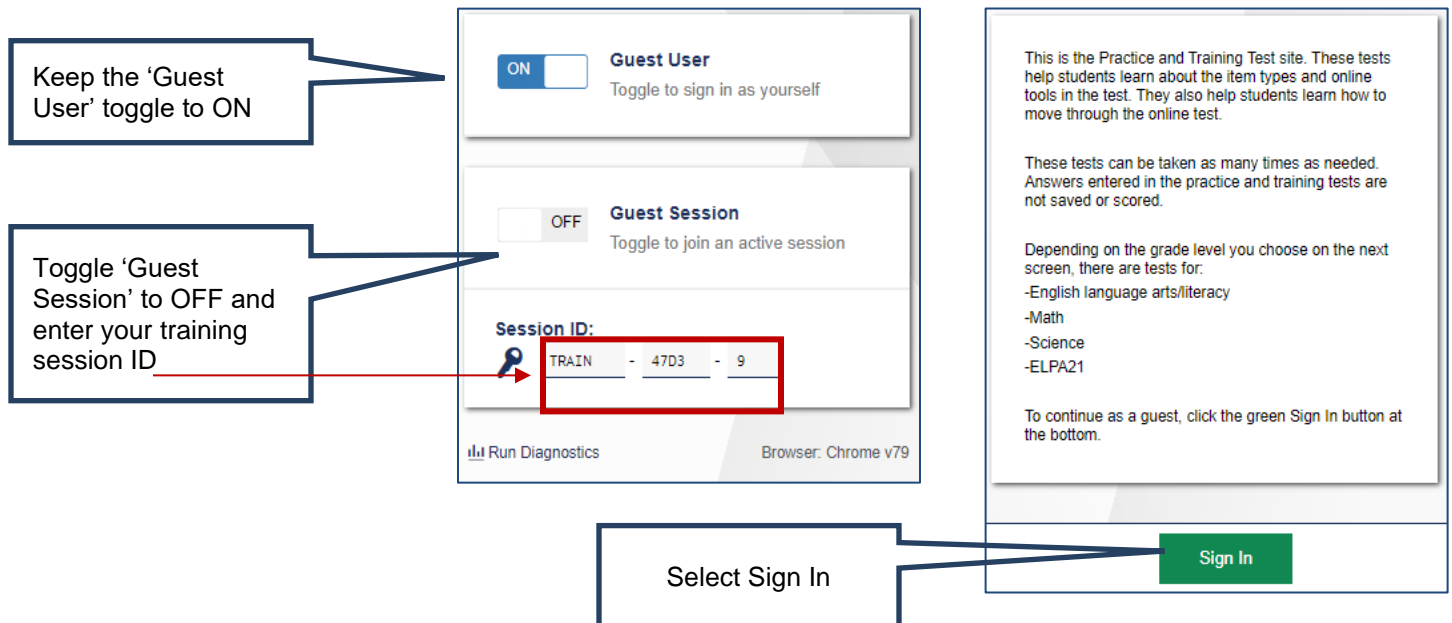 Keep the ‘Guest
User’ toggle to ON
Toggle ‘Guest
Session’ to OFF and
enter your training
session ID
ON
Guest User
Toggle to sign in as yourself
OFF
Guest Session
Toggle to join an active session
Session ID:
TRAIN - 47D3 - 9
Run Diagnostics
Browser: Chrome v79
This is the Practice and Training Test site. These tests
help students learn about the item types and online
tools in the test. They also help students learn how to
move through the online test.
These tests can be taken as many times as needed.
Answers entered in the practice and training tests are
not saved or scored.
Depending on the grade level you choose on the next
screen, there are tests for:
-English language arts/literacy
-Math
-Science
-ELPA21
To continue as a guest, click the green Sign In button at
the bottom.
Select Sign In
Sign In